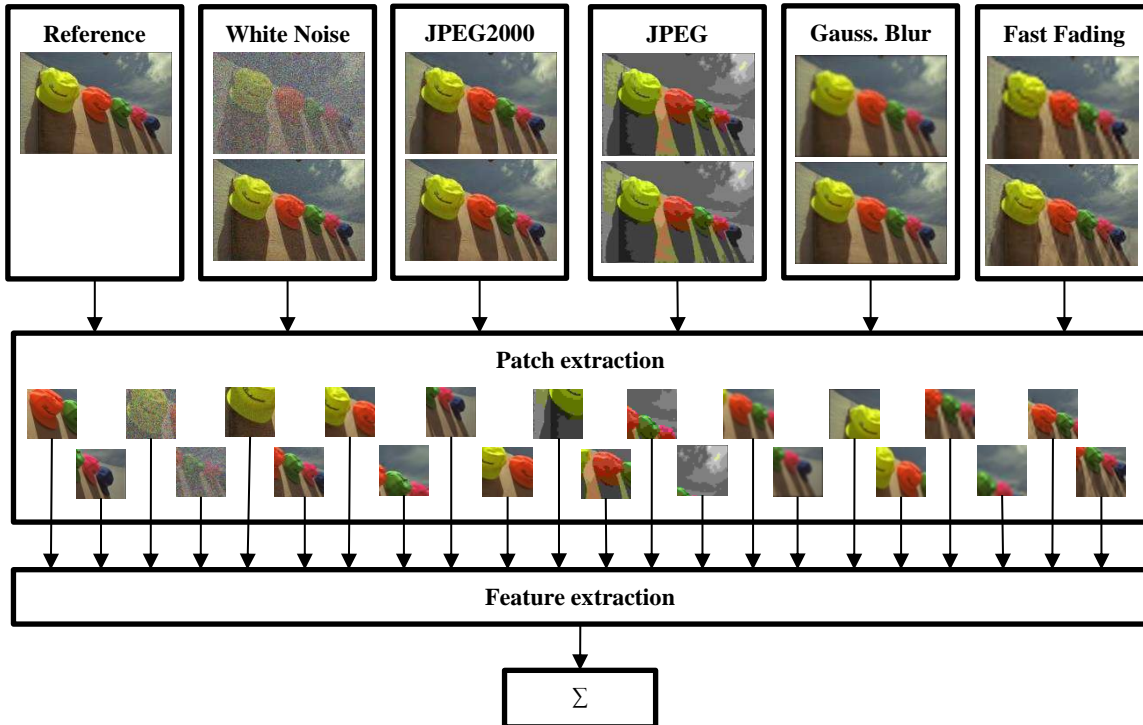 Reference
White Noise
JPEG2000
JPEG
Gauss. Blur
Fast Fading
Patch extraction
Feature extraction
∑